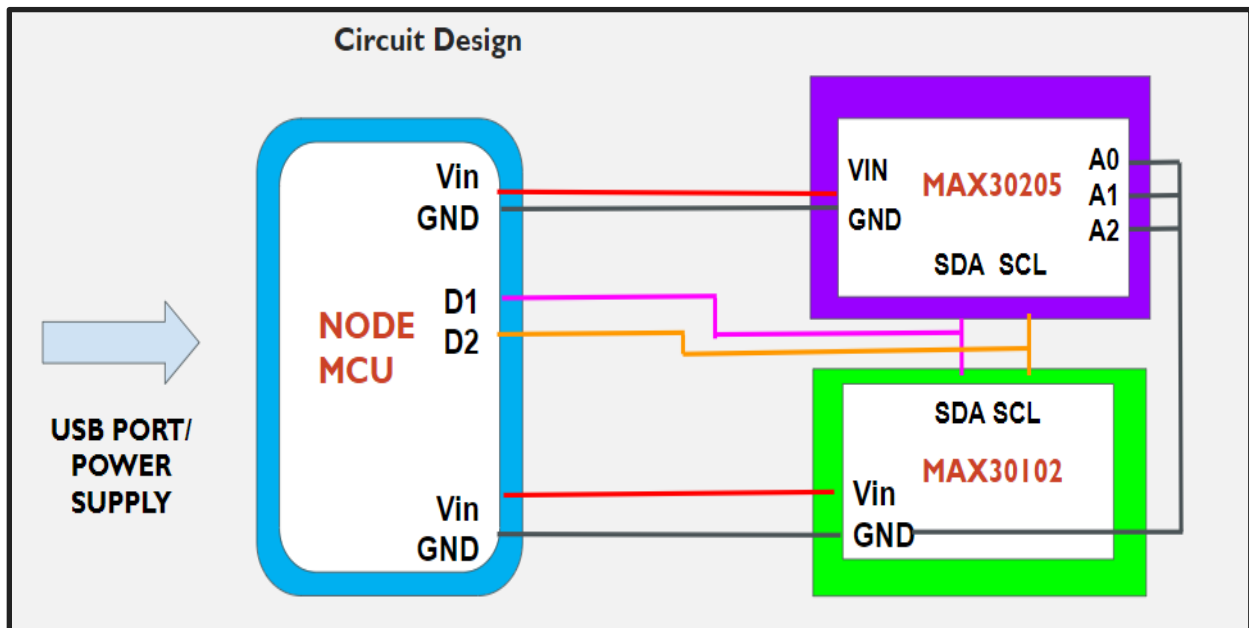 Circuit Design
Vin
GND
D1
D2
NODE
MCU
Vin
GND
USB PORT/
POWER
SUPPLY
VIN
GND
MAX30205
A0
A1
A2
SDA SCL
SDA SCL
MAX30102
Vin
GND